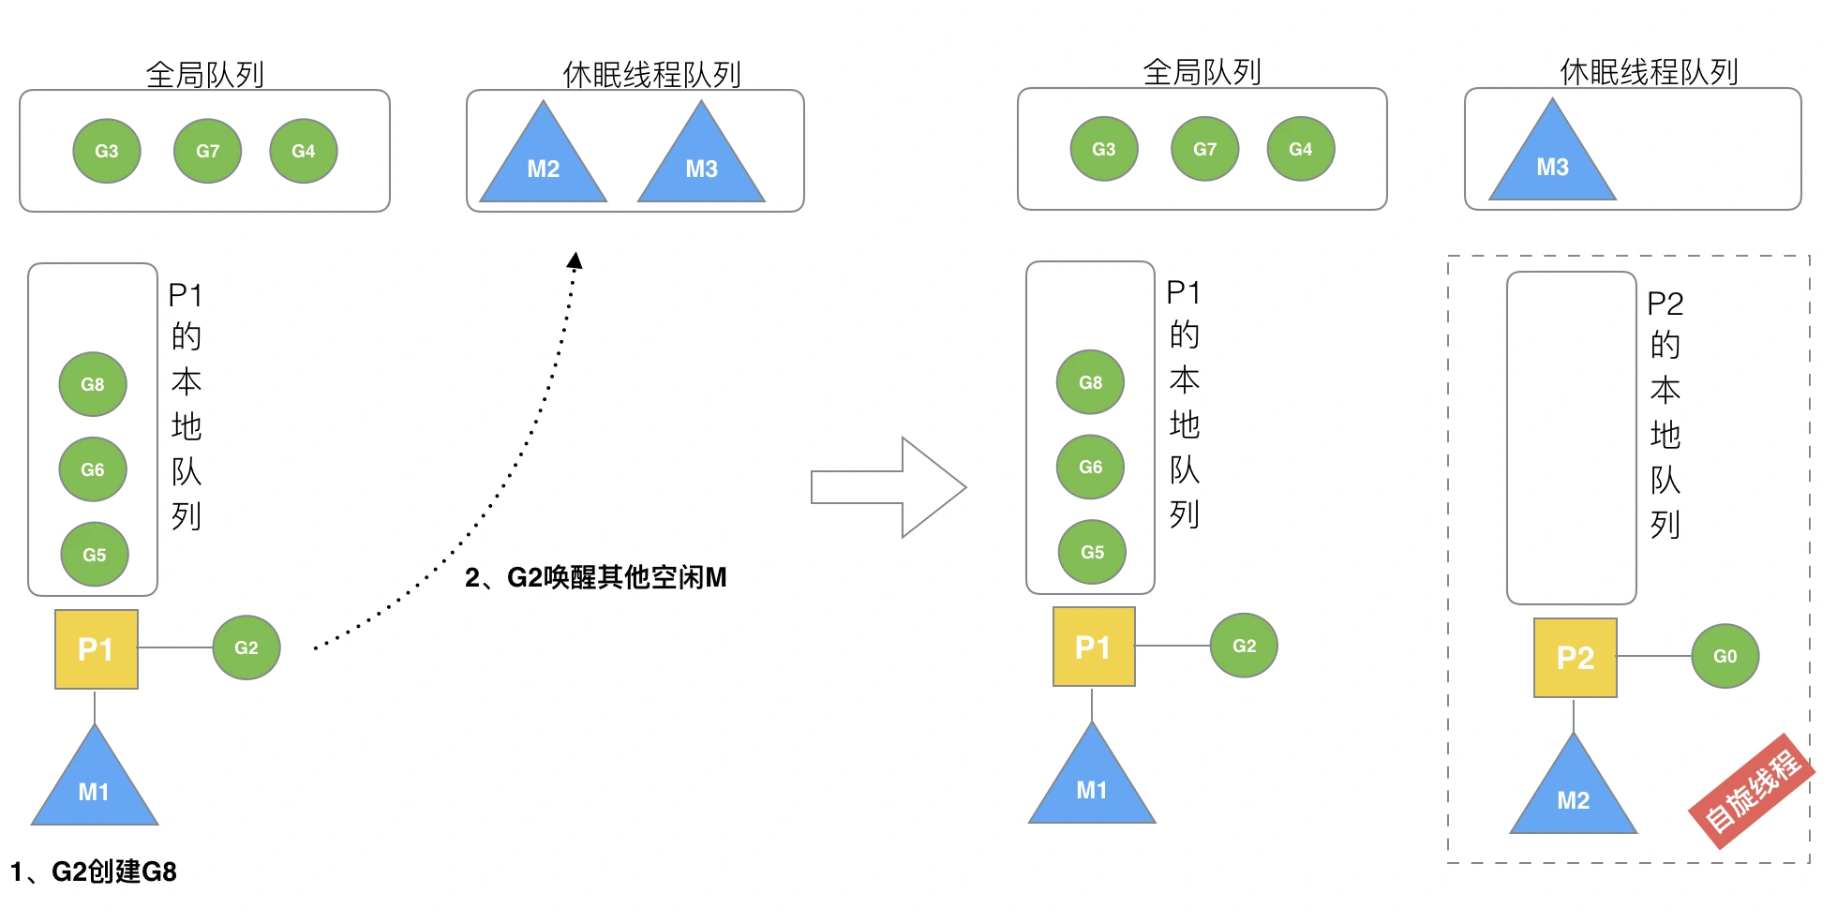 全局队列
G3 G7 G4
休眠线程队列
M2 M3
P1的本地队列
G8
G6
G5
P1
G2
M1
1、G2创建G8
2、G2唤醒其他空闲M
全局队列
G3 G7 G4
休眠线程队列
M3
P1的本地队列
G8
G6
G5
P1
G2
M1
P2的本地队列
P2
G0
M2
自旋线程